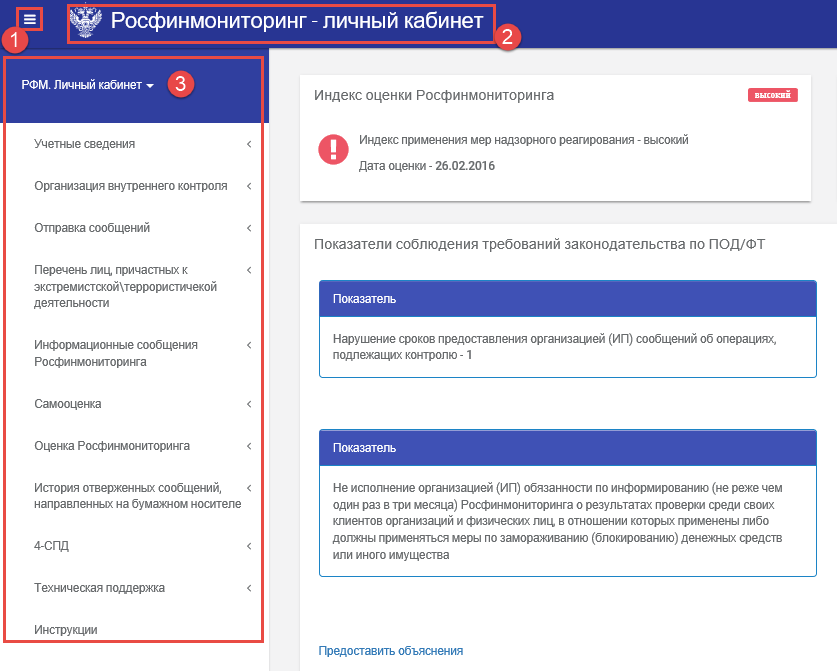 Росфинмониторинг - личный кабинет
1
2
РФМ. Личный кабинет
3
Учетные сведения
Организация внутреннего контроля
Отправка сообщений
Перечень лиц, причастных к
экстремистской\террористичекой
деятельности
Информационные сообщения
Росфинмониторинга
Самооценка
Оценка Росфинмониторинга
История отверженных сообщений,
направленных на бумажном носителе
4-СПД
Техническая поддержка
Инструкции
Индекс оценки Росфинмониторинга
высокий
Индекс применения мер надзорного реагирования - высокий
Дата оценки - 26.02.2016
Показатели соблюдения требований законодательства по ПОД/ФТ
Показатель
Нарушение сроков предоставления организацией (ИП) сообщений об операциях,
подлежащих контролю - 1
Показатель
Не исполнение организацией (ИП) обязанности по информированию (не реже чем
один раз в три месяца) Росфинмониторинга о результатах проверки среди своих
клиентов организаций и физических лиц, в отношении которых применены либо
должны применяться меры по замораживанию (блокированию) денежных средств
или иного имущества
Предоставить объяснения